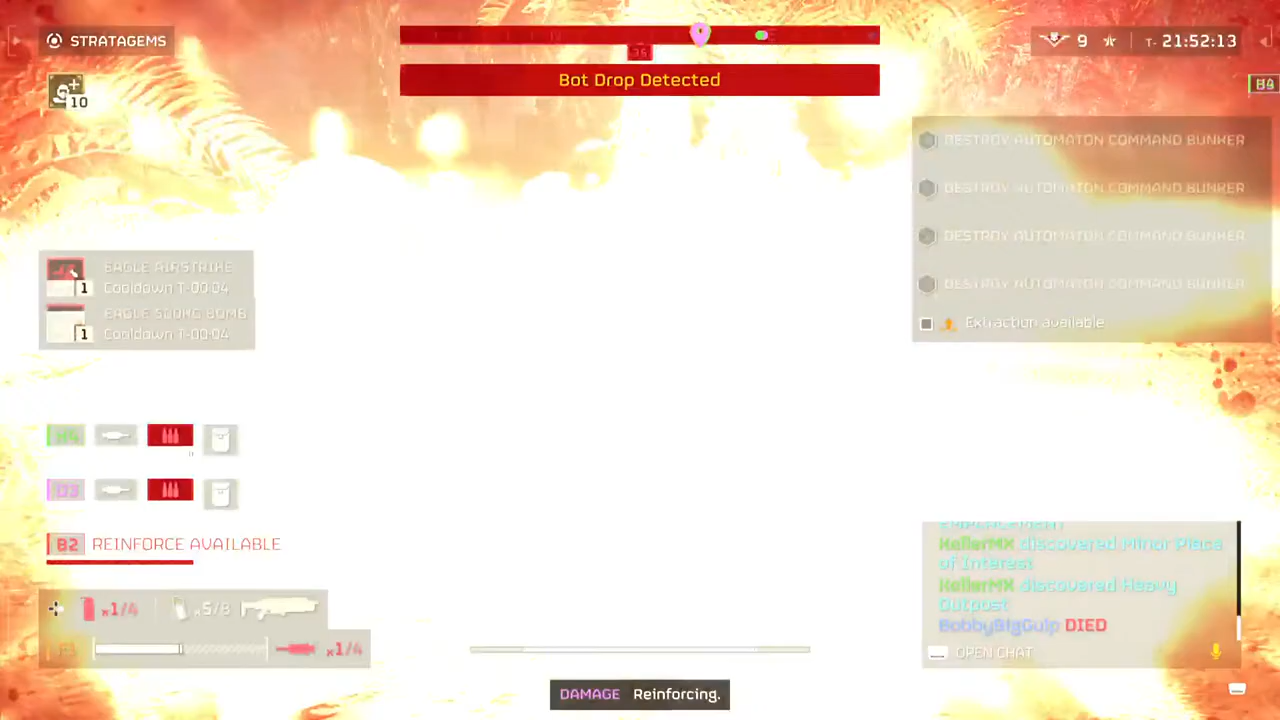 STRATAGEMS
10
35
Bot Drop Detected
9
T- 21:52:13
DESTROY AUTOMATON COMMAND BUNKER
DESTROY AUTOMATON COMMAND BUNKER
DESTROY AUTOMATON COMMAND BUNKER
DESTROY AUTOMATON COMMAND BUNKER
Extraction available
EAGLE AIRSTRIKE
1 Cooldown T-00:04
EAGLE 500KG BOMB
1 Cooldown T-00:04
B2 REINFORCE AVAILABLE
x1/4 x5/8
x1/4
EMPLACEMENT
KellerMX discovered Minor Place
of Interest
KellerMX discovered Heavy
Outpost
BobbyBigGulp DIED
OPEN CHAT
DAMAGE Reinforcing.